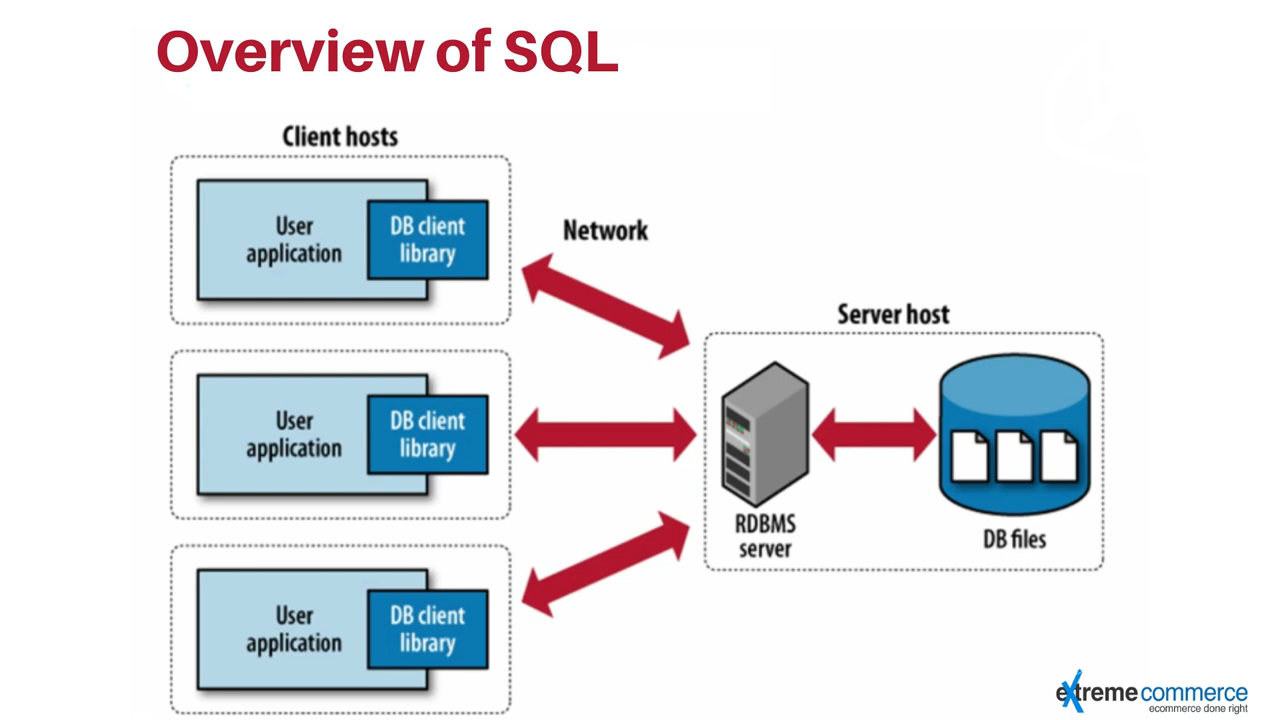 Overview of SQL
Client hosts
User
application
DB client
library
Network
User
application
DB client
library
User
application
DB client
library
Server host
RDBMS
server
DB files
extreme commerce
ecommerce done right